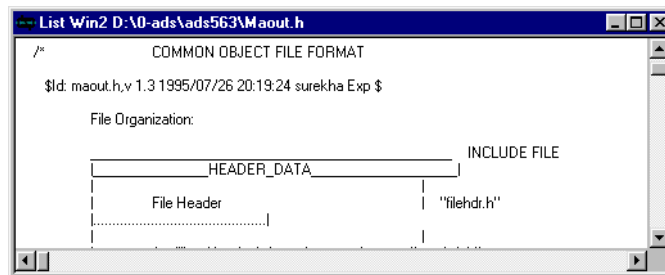 List Win2 D:\0-ads\ads563\Maout.h
/* COMMON OBJECT FILE FORMAT
$Id: maout.h,v 1.3 1995/07/26 20:19:24 surekha Exp $
File Organization:
INCLUDE FILE
HEADER_DATA
File Header "filehdr.h"